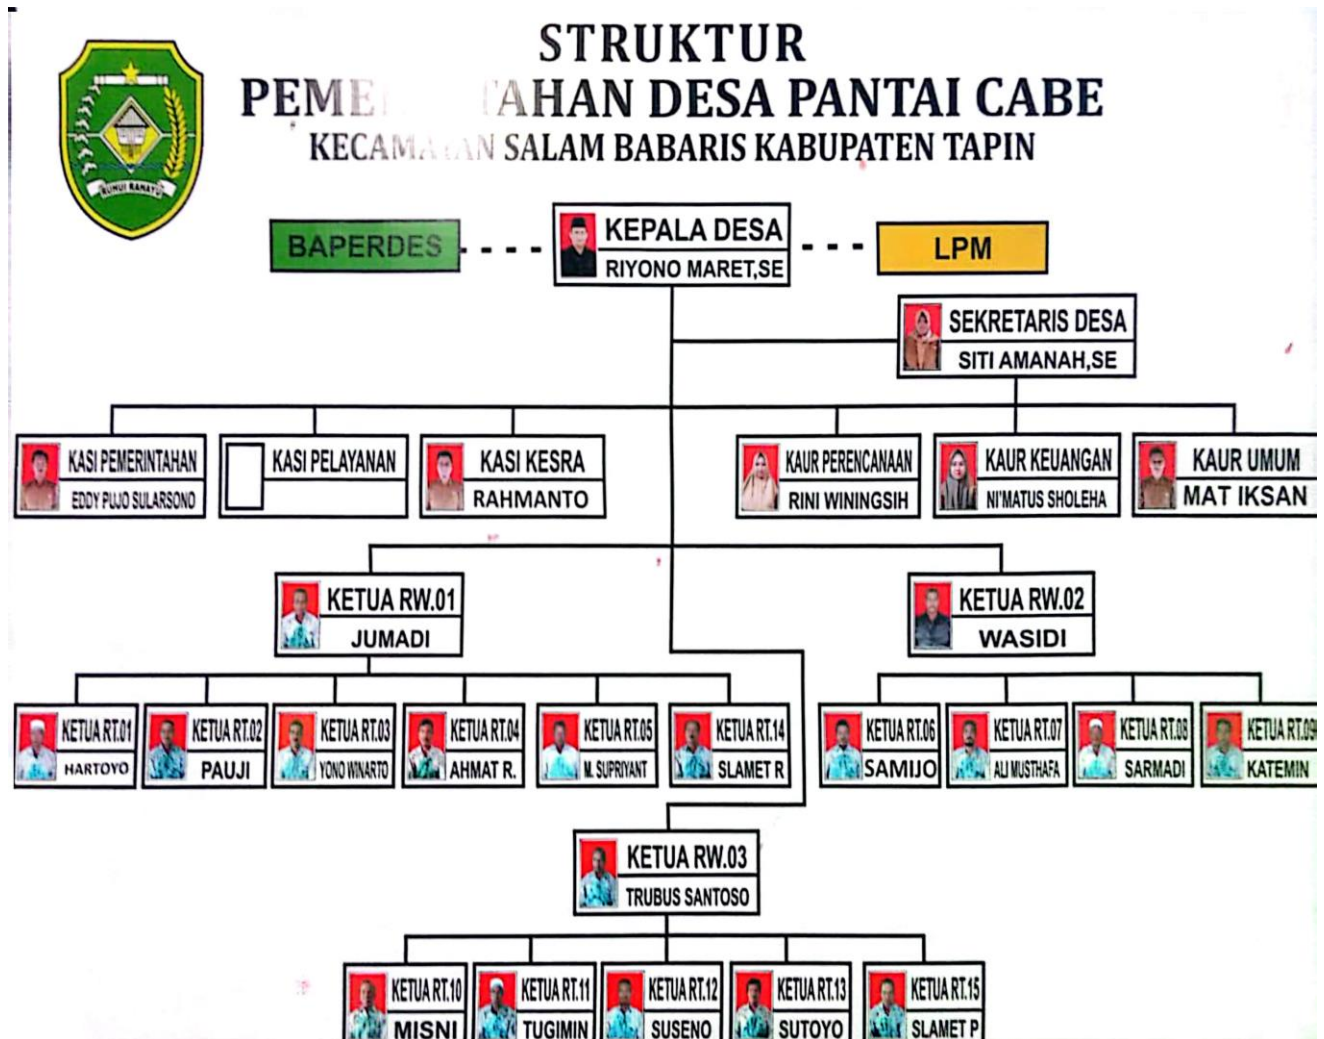 STRUKTUR
DESA PANTAI CABE
SALAM BABARIS KABUPATEN TAPIN
RUHUI RAHAYU
BAPERDES
KEPALA DESA
RIYONO MARET,SE
LPM
SEKRETARIS DESA
SITI AMANAH,SE
KASI PEMERINTAHAN
EDDY PUJO SULARSONO
KASI PELAYANAN
KASI KESRA
RAHMANTO
KAUR PERENCANAAN
RINI WININGSIH
KAUR KEUANGAN
NI'MATUS SHOLEHA
KAUR UMUM
MAT IKSAN
KETUA RW.01
JUMADI
KETUA RW.02
WASIDI
KETUA RT.01
HARTOYO
KETUA RT.02
PAUJI
KETUA RT.03
YONO WINARTO
KETUA RT.04
AHMAT R.
KETUA RT.05
M. SUPRIYANT
KETUA RT.14
SLAMET R
KETUA RT.06
SAMIJO
KETUA RT.07
ALI MUSTHAFA
KETUA RT.08
SARMADI
KETUA RT.09
KATEMIN
KETUA RW.03
TRUBUS SANTOSO
KETUA RT.10
MISNI
KETUA RT.11
TUGIMIN
KETUA RT.12
SUSENO
KETUA RT.13
SUTOYO
KETUA RT.15
SLAMET P